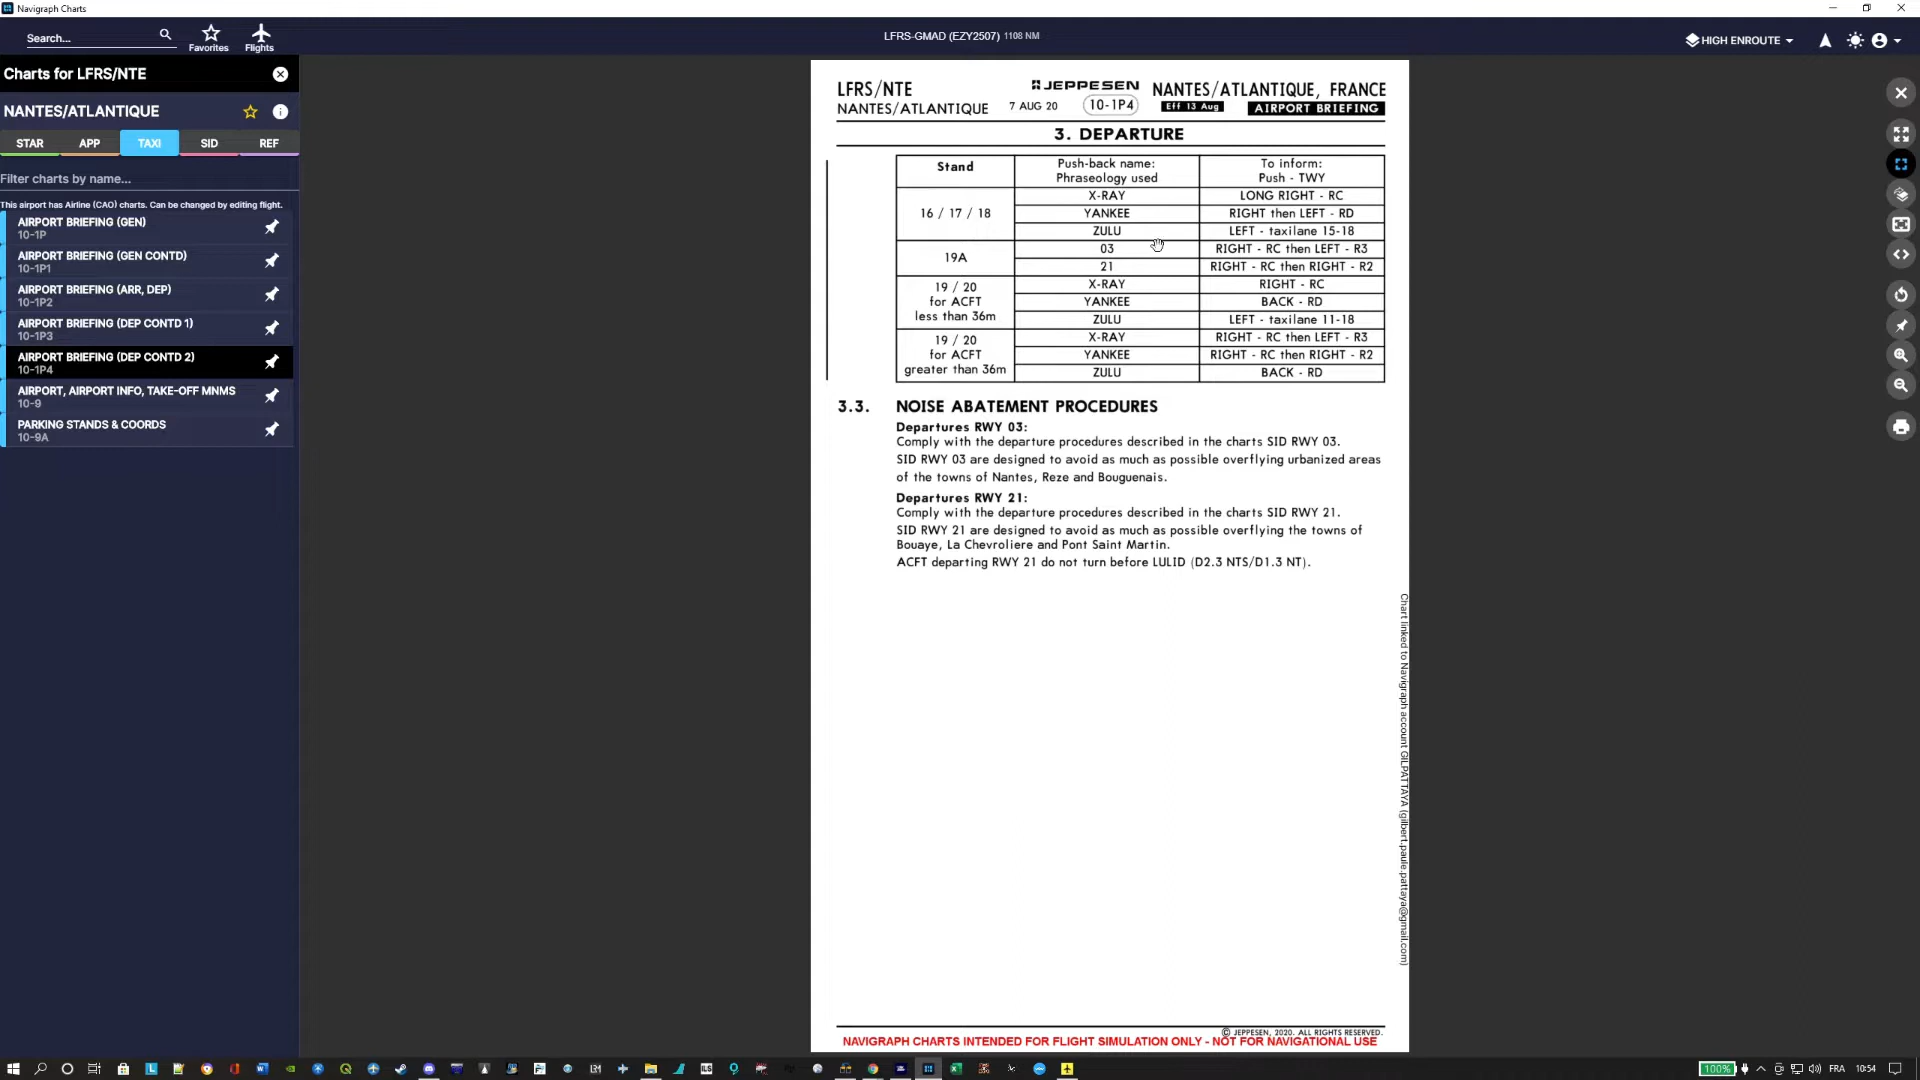 Navigraph Charts
Search...
Favorites
Flights
LFRS-GMAD (EZY2507) 1108 NM
HIGH ENROUTE
Charts for LFRS/NTE
NANTES/ATLANTIQUE
STAR APP TAXI SID REF
Filter charts by name...
This airport has Airline (CAO) charts. Can be changed by editing flight.
AIRPORT BRIEFING (GEN)
10-1P
AIRPORT BRIEFING (GEN CONTD)
10-1P1
AIRPORT BRIEFING (ARR, DEP)
10-1P2
AIRPORT BRIEFING (DEP CONTD 1)
10-1P3
AIRPORT BRIEFING (DEP CONTD 2)
10-1P4
AIRPORT, AIRPORT INFO, TAKE-OFF MNMS
10-9
PARKING STANDS & COORDS
10-9A
LFRS/NTE JEPPESEN NANTES/ATLANTIQUE, FRANCE
NANTES/ATLANTIQUE 7 AUG 20 10-1P4 Eff 13 Aug AIRPORT BRIEFING
3. DEPARTURE
Stand
Push-back name:
Phraseology used
To inform:
Push - TWY
16 / 17 / 18
X-RAY LONG RIGHT - RC
YANKEE RIGHT then LEFT - RD
ZULU LEFT - taxilane 15-18
19A
03 RIGHT - RC then LEFT - R3
21 RIGHT - RC then RIGHT - R2
19 / 20
for ACFT
less than 36m
X-RAY RIGHT - RC
YANKEE BACK - RD
ZULU LEFT - taxilane 11-18
19 / 20
for ACFT
greater than 36m
X-RAY RIGHT - RC then LEFT - R3
YANKEE RIGHT - RC then RIGHT - R2
ZULU BACK - RD
3.3. NOISE ABATEMENT PROCEDURES
Departures RWY 03:
Comply with the departure procedures described in the charts SID RWY 03.
SID RWY 03 are designed to avoid as much as possible overflying urbanized areas
of the towns of Nantes, Reze and Bouguenais.
Departures RWY 21:
Comply with the departure procedures described in the charts SID RWY 21.
SID RWY 21 are designed to avoid as much as possible overflying the towns of
Bouaye, La Chevroliere and Pont Saint Martin.
ACFT departing RWY 21 do not turn before LULID (D2.3 NTS/D1.3 NT).
Chart linked to Navigraph account GILPATTAYA (gilbert.paule.pattaya@gmail.com)
© JEPPESEN, 2020. ALL RIGHTS RESERVED.
NAVIGRAPH CHARTS INTENDED FOR FLIGHT SIMULATION ONLY - NOT FOR NAVIGATIONAL USE
100%
FRA
10:54